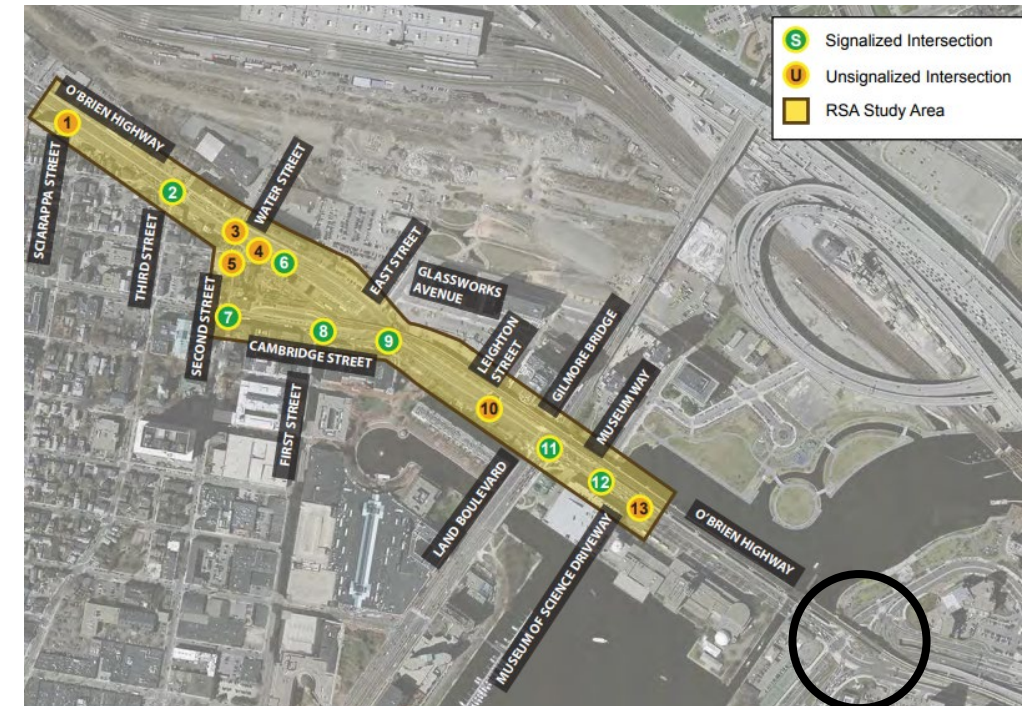 S Signalized Intersection
U Unsignalized Intersection
RSA Study Area
O'BRIEN HIGHWAY
1
SCIARAPPA STREET
2
THIRD STREET
WATER STREET
3
4
5
6
SECOND STREET
7
8
CAMBRIDGE STREET
9
EAST STREET
GLASSWORKS
AVENUE
FIRST STREET
LEIGHTON
STREET
GILMORE BRIDGE
10
MUSEUM WAY
11
12
LAND BOULEVARD
13
O'BRIEN HIGHWAY
MUSEUM OF SCIENCE DRIVEWAY